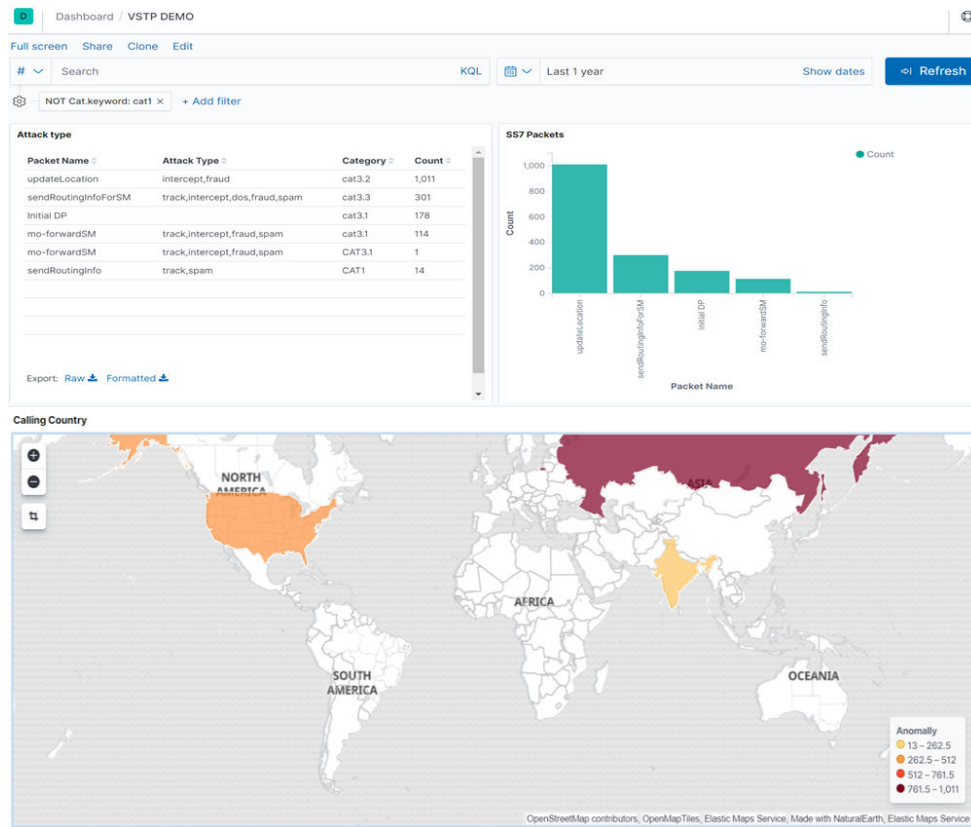 D Dashboard / VSTP DEMO
Full screen Share Clone Edit
# Search KQL Last 1 year Show dates Refresh
NOT Cat.keyword: cat1 × + Add filter
Attack type
Packet Name Attack Type Category Count
updateLocation intercept,fraud cat3.2 1,011
sendRoutingInfoForSM track,intercept,dos,fraud,spam cat3.3 301
Initial DP cat3.1 178
mo-forwardSM track,intercept,fraud,spam cat3.1 114
mo-forwardSM track,intercept,fraud,spam CAT3.1 1
sendRoutingInfo track,spam CAT1 14
Export: Raw Formatted
SS7 Packets
Count
1,000
800
600
400
200
0
Count
updateLocation
sendRoutingInfoForSM
Initial DP
mo-forwardSM
sendRoutingInfo
Packet Name
Calling Country
NORTH
AMERICA
ASIA
AFRICA
SOUTH
AMERICA
OCEANIA
Anomally
13 – 262.5
262.5 – 512
512 – 761.5
761.5 – 1,011
OpenStreetMap contributors, OpenMapTiles, Elastic Maps Service, Made with NaturalEarth, Elastic Maps Service